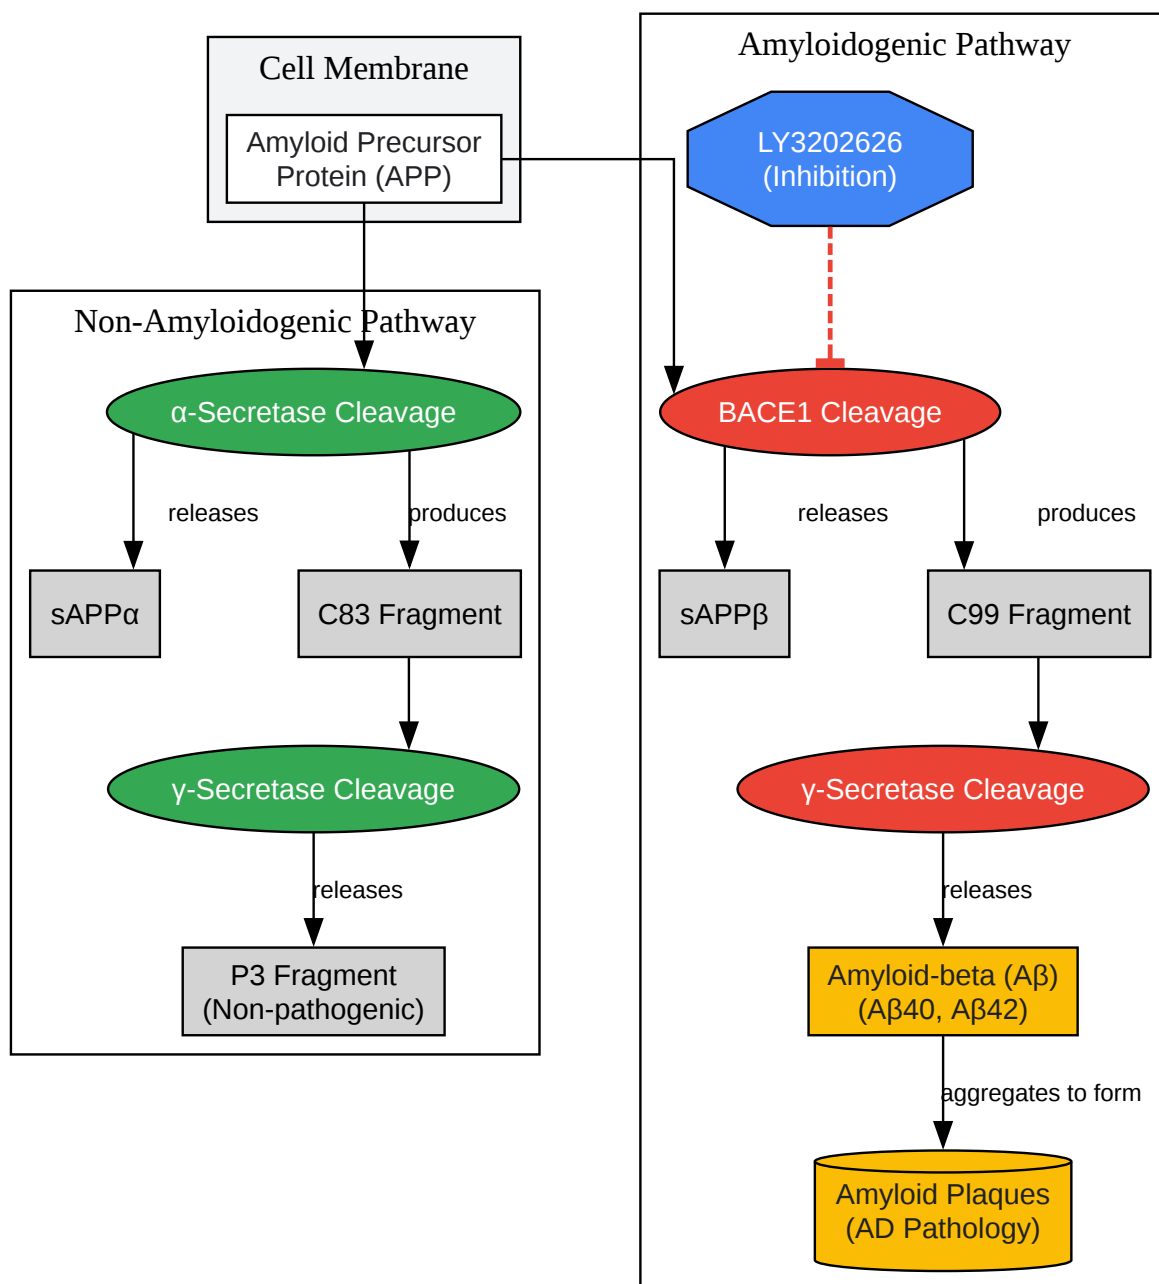 Cell Membrane
Amyloid Precursor
Protein (APP)
Non-Amyloidogenic Pathway
α-Secretase Cleavage
releases
produces
sAPPα
C83 Fragment
γ-Secretase Cleavage
releases
P3 Fragment
(Non-pathogenic)
Amyloidogenic Pathway
LY3202626
(Inhibition)
BACE1 Cleavage
releases
produces
sAPPβ
C99 Fragment
γ-Secretase Cleavage
releases
Amyloid-beta (Aβ)
(Aβ40, Aβ42)
aggregates to form
Amyloid Plaques
(AD Pathology)